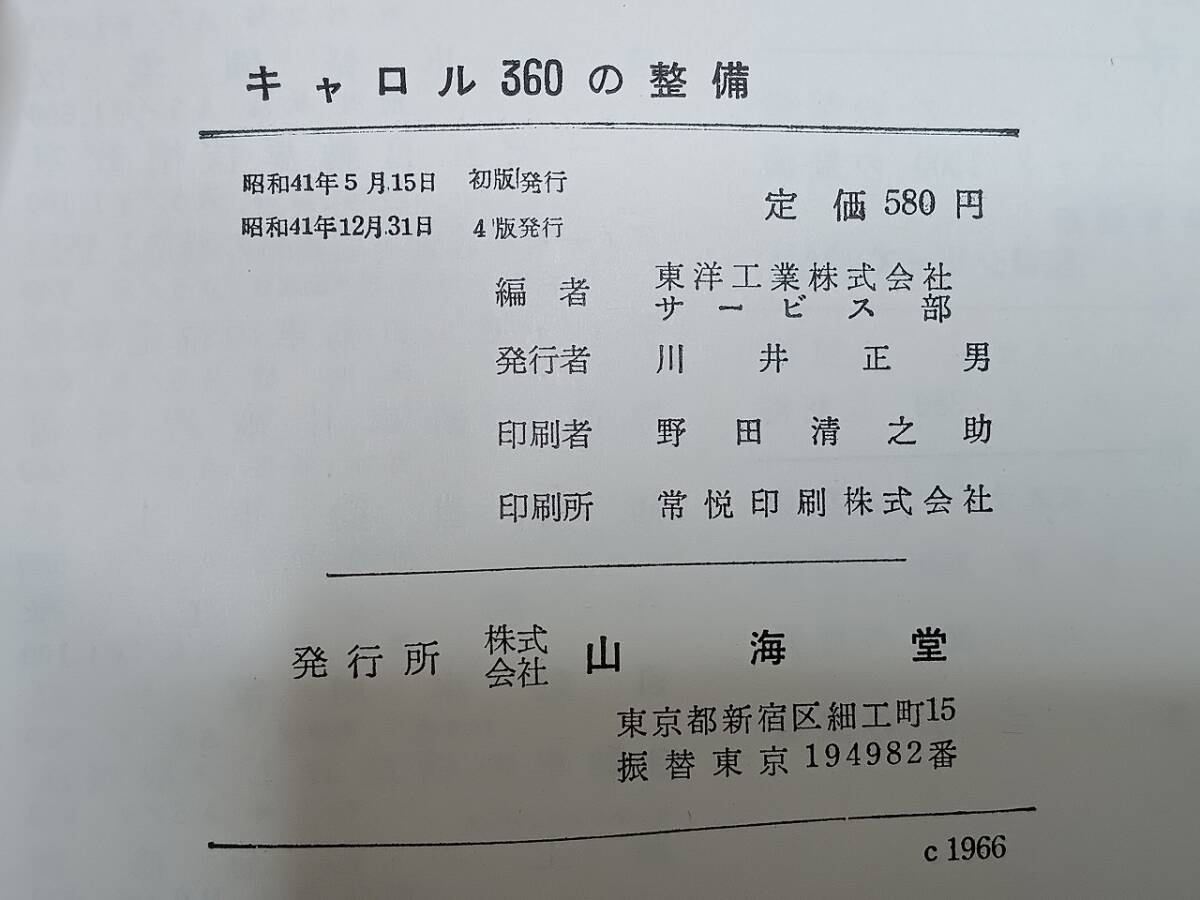 キャロル360の整備
昭和41年5月15日 初版発行
昭和41年12月31日 4版発行
定価580円
編者 東洋工業株式会社
サービス部
発行者 川井正男
印刷者 野田清之助
印刷所 常悦印刷株式会社
発行所 株式会社 山海堂
東京都新宿区細工町15
振替東京194982番
c 1966